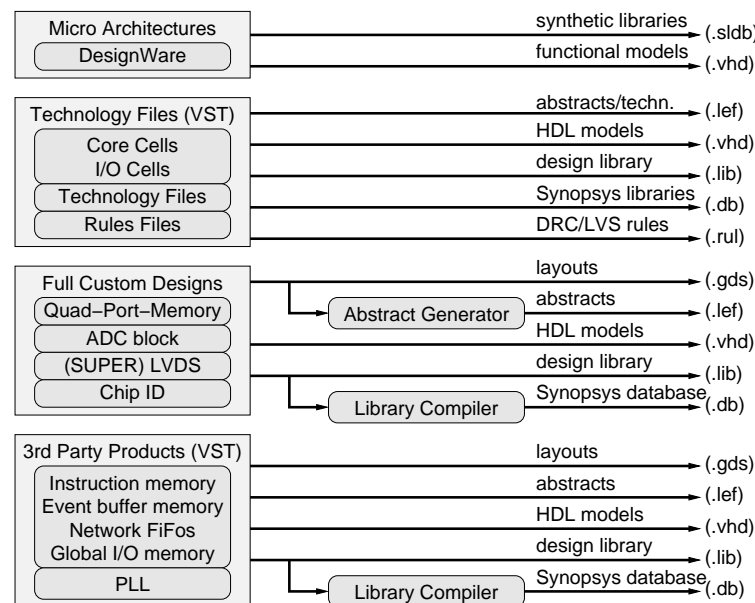 Micro Architectures
DesignWare
synthetic libraries
(.sldb)
functional models
(.vhd)
Technology Files (VST)
Core Cells
I/O Cells
Technology Files
Rules Files
abstracts/techn.
(.lef)
HDL models
(.vhd)
design library
(.lib)
Synopsys libraries
(.db)
DRC/LVS rules
(.rul)
Full Custom Designs
Quad−Port−Memory
ADC block
(SUPER) LVDS
Chip ID
layouts
(.gds)
Abstract Generator
abstracts
(.lef)
HDL models
(.vhd)
design library
(.lib)
Library Compiler
Synopsys database
(.db)
3rd Party Products (VST)
Instruction memory
Event buffer memory
Network FiFos
Global I/O memory
PLL
layouts
(.gds)
abstracts
(.lef)
HDL models
(.vhd)
design library
(.lib)
Library Compiler
Synopsys database
(.db)